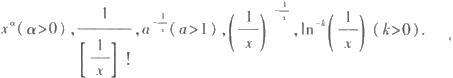 x^α(α>0), 1/[1/x]!, a^{-1/x}(a>1), (1/x)^{-1/x}, ln^{-k}(1/x)(k>0).